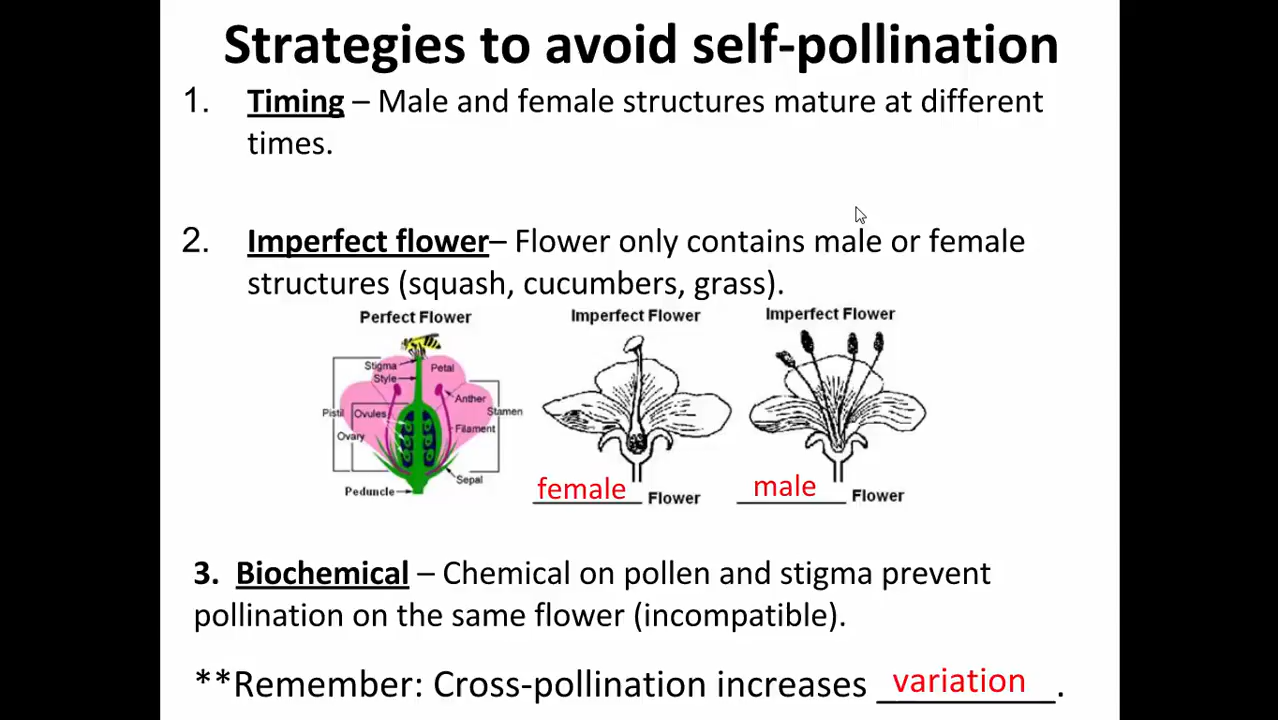 Strategies to avoid self-pollination
1. Timing – Male and female structures mature at different
times.
2. Imperfect flower– Flower only contains male or female
structures (squash, cucumbers, grass).
Perfect Flower
Imperfect Flower
Imperfect Flower
Stigma
Petal
Style
Anther
Pistil
Ovules
Stamen
Filament
Ovary
Sepal
Peduncle
female Flower
male Flower
3. Biochemical – Chemical on pollen and stigma prevent
pollination on the same flower (incompatible).
**Remember: Cross-pollination increases variation.